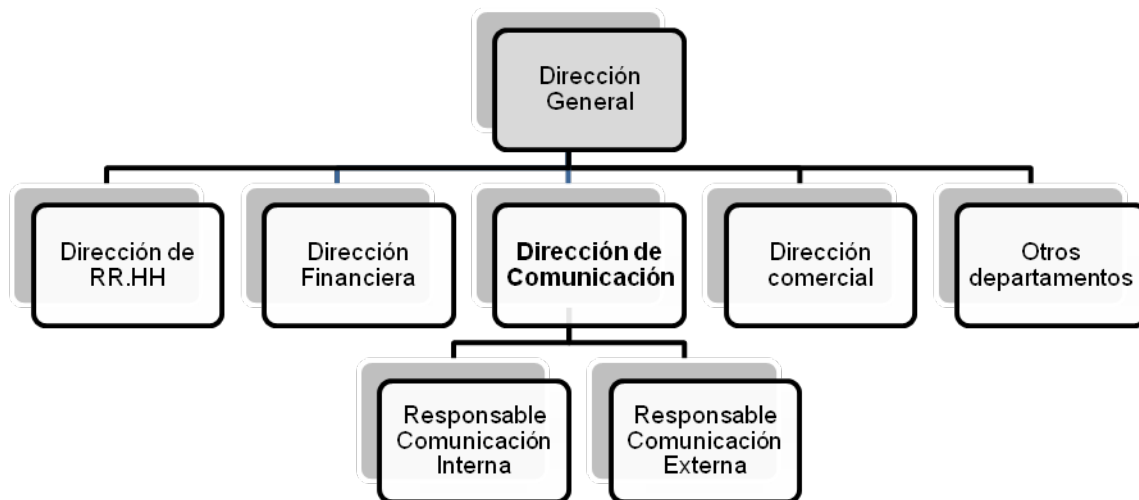 Dirección
General
Dirección de
RR.HH
Dirección
Financiera
Dirección de
Comunicación
Dirección
comercial
Otros
departamentos
Responsable
Comunicación
Interna
Responsable
Comunicación
Externa